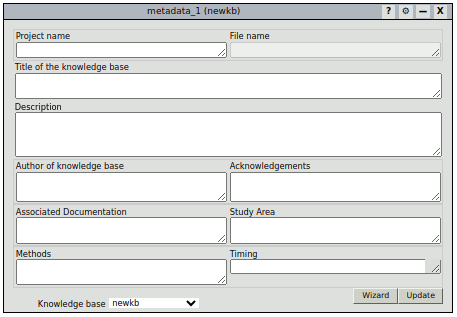 metadata_1 (newkb) ? ⚙ – X
Project name File name
Title of the knowledge base
Description
Author of knowledge base Acknowledgements
Associated Documentation Study Area
Methods Timing
Wizard Update
Knowledge base newkb